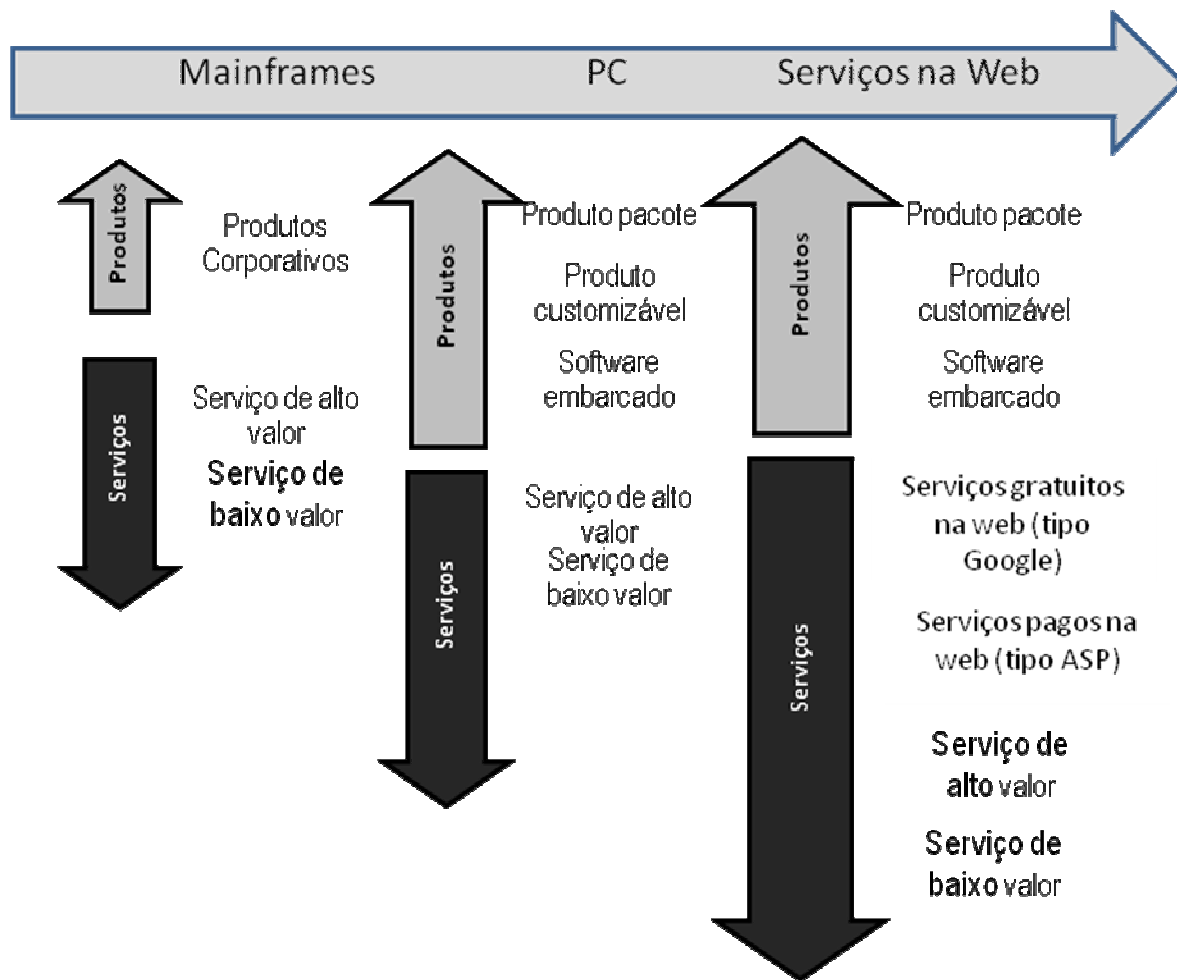 Mainframes
PC
Serviços na Web
Produtos
Produtos
Corporativos
Serviços
Serviço de alto
valor
Serviço de
baixo valor
Produtos
Produto pacote
Produto
customizável
Software
embarcado
Serviços
Serviço de alto
valor
Serviço de
baixo valor
Produtos
Produto pacote
Produto
customizável
Software
embarcado
Serviços
Serviços gratuitos
na web (tipo
Google)
Serviços pagos na
web (tipo ASP)
Serviço de
alto valor
Serviço de
baixo valor